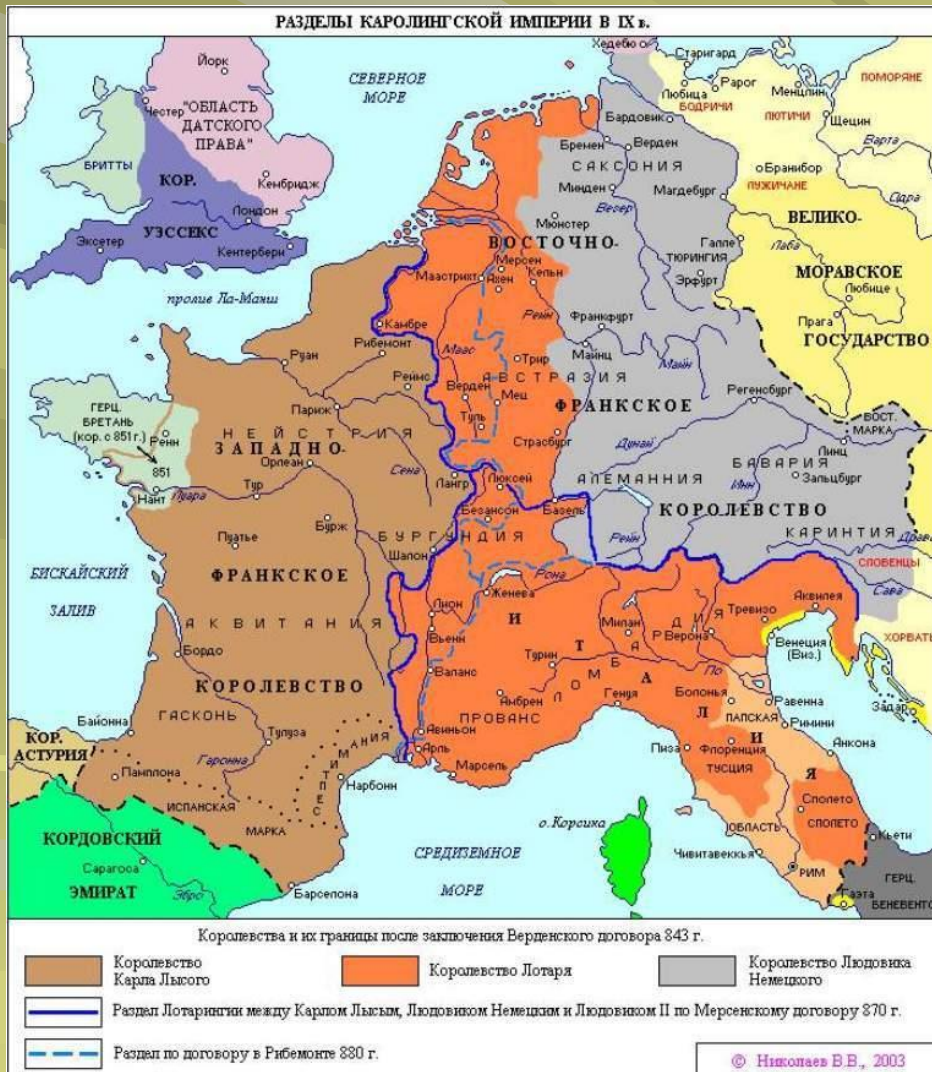 РАЗДЕЛЫ КАРОЛИНГСКОЙ ИМПЕРИИ В IX в.
Хедебю
Старигард
ПОМОРЯНЕ
Йорк
СЕВЕРНОЕ
МОРЕ
Рарог
Любица
Менцлин
БОДРИЧИ
ЛЮТИЧИ
Щецин
Честер
"ОБЛАСТЬ
ДАТСКОГО
ПРАВА"
Бардовик
Бремен
Верден
Варта
БРИТТЫ
САКСОНИЯ
Бранибор
КОР.
Кембридж
Минден
Магдебург
ЛУЖИЧАНЕ
Одра
Лондон
Мюнстер
Везер
ВЕЛИКО-
УЭССЕКС
Эксетер
Кентербери
ВОСТОЧНО-
Галле
Лаба
Мерсен
ТЮРИНГИЯ
МОРАВСКОЕ
Маастрихт
Ахен
Кельн
Эрфурт
Любице
пролив Ла-Манш
Рейн
Франкфурт
Прага
Камбре
ГОСУДАРСТВО
Рибемонт
Маас
Майнц
Майн
Руан
Трир
Реймс
Верден
АВСТРАЗИЯ
Регенсбург
ГЕРЦ.
БРЕТАНЬ
(кор. с 851 г.)
Париж
Мец
ФРАНКСКОЕ
ВОСТ.
МАРКА
Ренн
НЕЙСТРИЯ
Туль
Страсбург
Дунай
Линц
851
ЗАПАДНО-
БАВАРИЯ
Орлеан
Сена
Люксей
АЛЕМАННИЯ
Инн
Зальцбург
Нант
Луара
Тур
Лангр
Базель
Безансон
КОРОЛЕВСТВО
Бурж
БУРГУНДИЯ
Рейн
КАРИНТИЯ
Драва
Пуатье
Шалон
БИСКАЙСКИЙ
ЗАЛИВ
ФРАНКСКОЕ
Рона
СЛОВЕНЦЫ
Женева
Сава
Лион
И
Аквилея
АКВИТАНИЯ
Вьенн
Т
Милан
Верона
Тревизо
ХОРВАТЫ
Бордо
Турин
ЛОМБАРДИЯ
Венеция
(Виз.)
Валанс
А
По
КОРОЛЕВСТВО
Амбрен
Болонья
Равенна
Генуя
Л
Задар
ГАСКОНЬ
ПРОВАНС
ПАПСКАЯ
Байонна
Римини
КОР.
АСТУРИЯ
Авиньон
И
Тулуза
СЕПТИМАНИЯ
Пиза
Флоренция
Анкона
Гаронна
Арль
ТУСЦИЯ
Памплона
Марсель
Я
Нарбонн
Сполето
ИСПАНСКАЯ
СПОЛЕТО
МАРКА
о. Корсика
ОБЛАСТЬ
КОРДОВСКИЙ
Кьети
СРЕДИЗЕМНОЕ
Чивитавеккья
Сарагоса
РИМ
ГЕРЦ.
ЭМИРАТ
Эбро
МОРЕ
Барселона
Гаэта
БЕНЕВЕНТО
Королевства и их границы после заключения Верденского договора 843 г.
Королевство
Карла Лысого
Королевство Лотаря
Королевство Людовика
Немецкого
Раздел Лотарингии между Карлом Лысым, Людовиком Немецким и Людовиком II по Мерсенскому договору 870 г.
Раздел по договору в Рибемонте 880 г.
© Николаев В.В., 2003